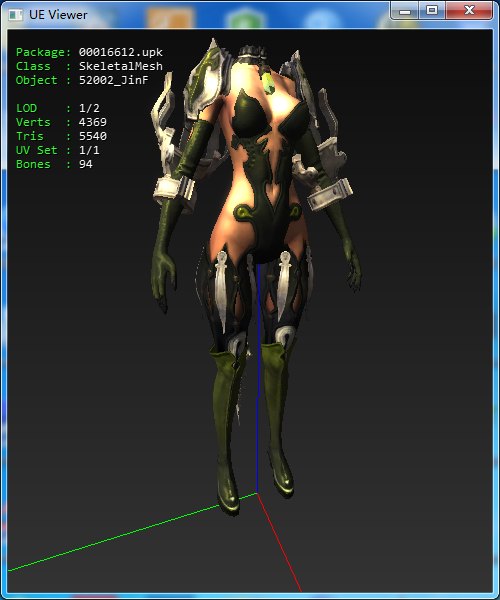 UE Viewer
Package: 00016612.upk
Class : SkeletalMesh
Object : 52002_JinF
LOD : 1/2
Verts : 4369
Tris : 5540
UV Set : 1/1
Bones : 94